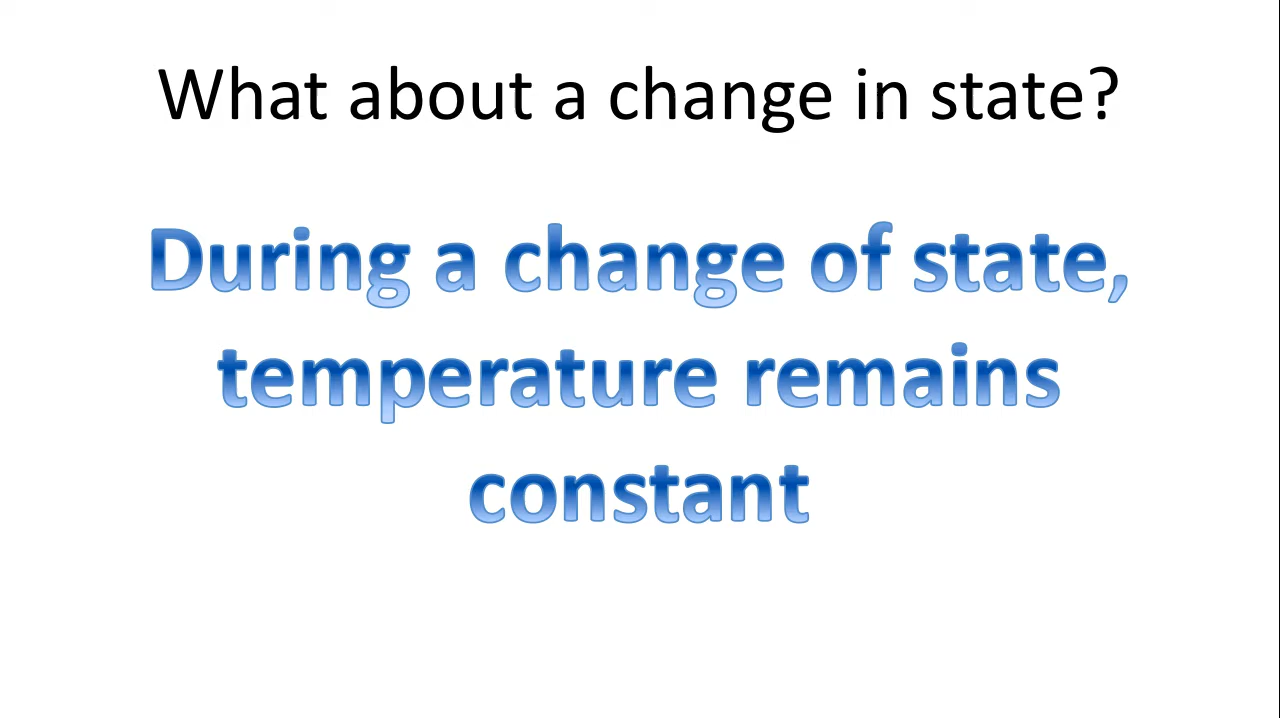 What about a change in state?
During a change of state,
temperature remains
constant